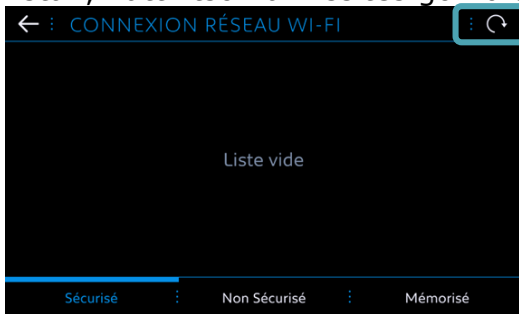 CONNEXION RÉSEAU WI-FI
Liste vide
Sécurisé
Non Sécurisé
Mémorisé